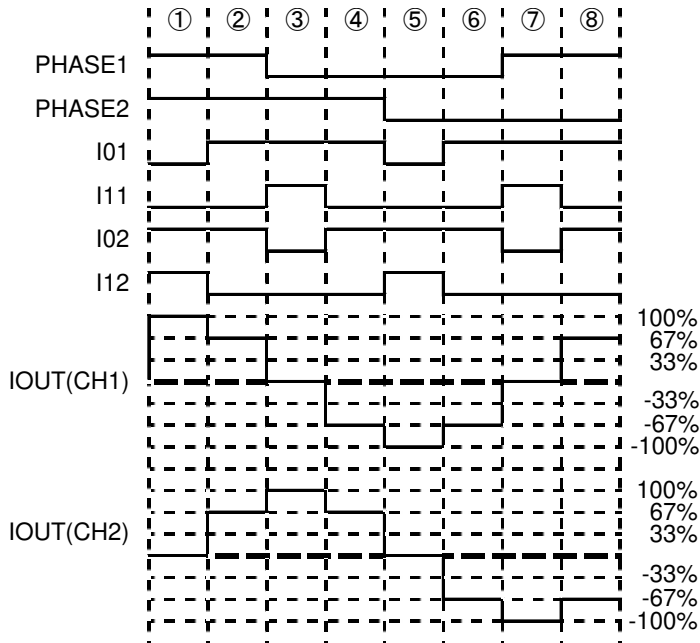 ① ② ③ ④ ⑤ ⑥ ⑦ ⑧
PHASE1
PHASE2
I01
I11
I02
I12
100%
67%
33%
IOUT(CH1)
-33%
-67%
-100%
100%
67%
IOUT(CH2)
33%
-33%
-67%
-100%